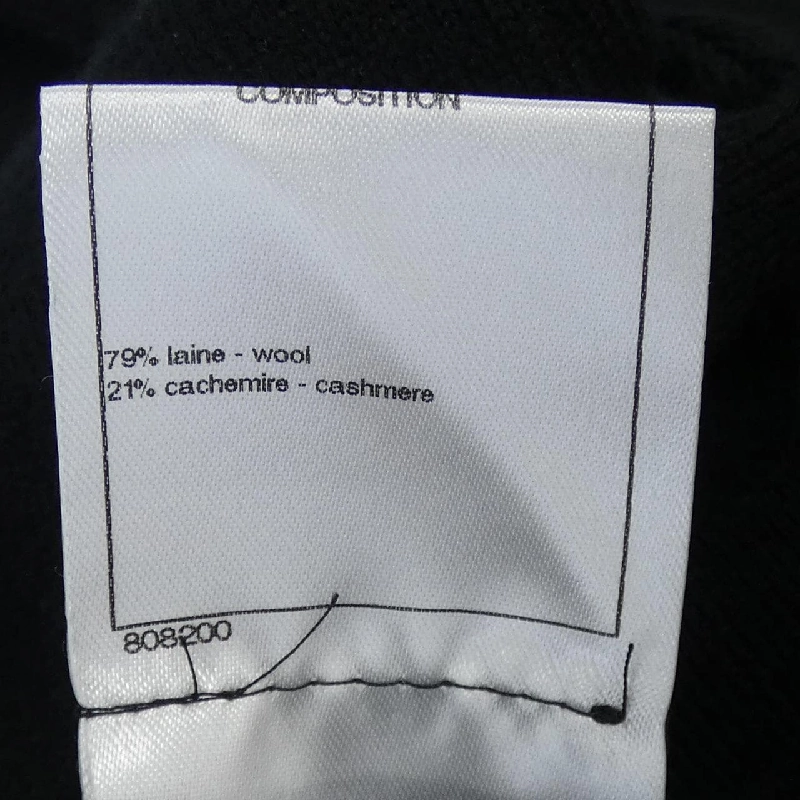 COMPOSITION
79% laine - wool
21% cachemire - cashmere
808200